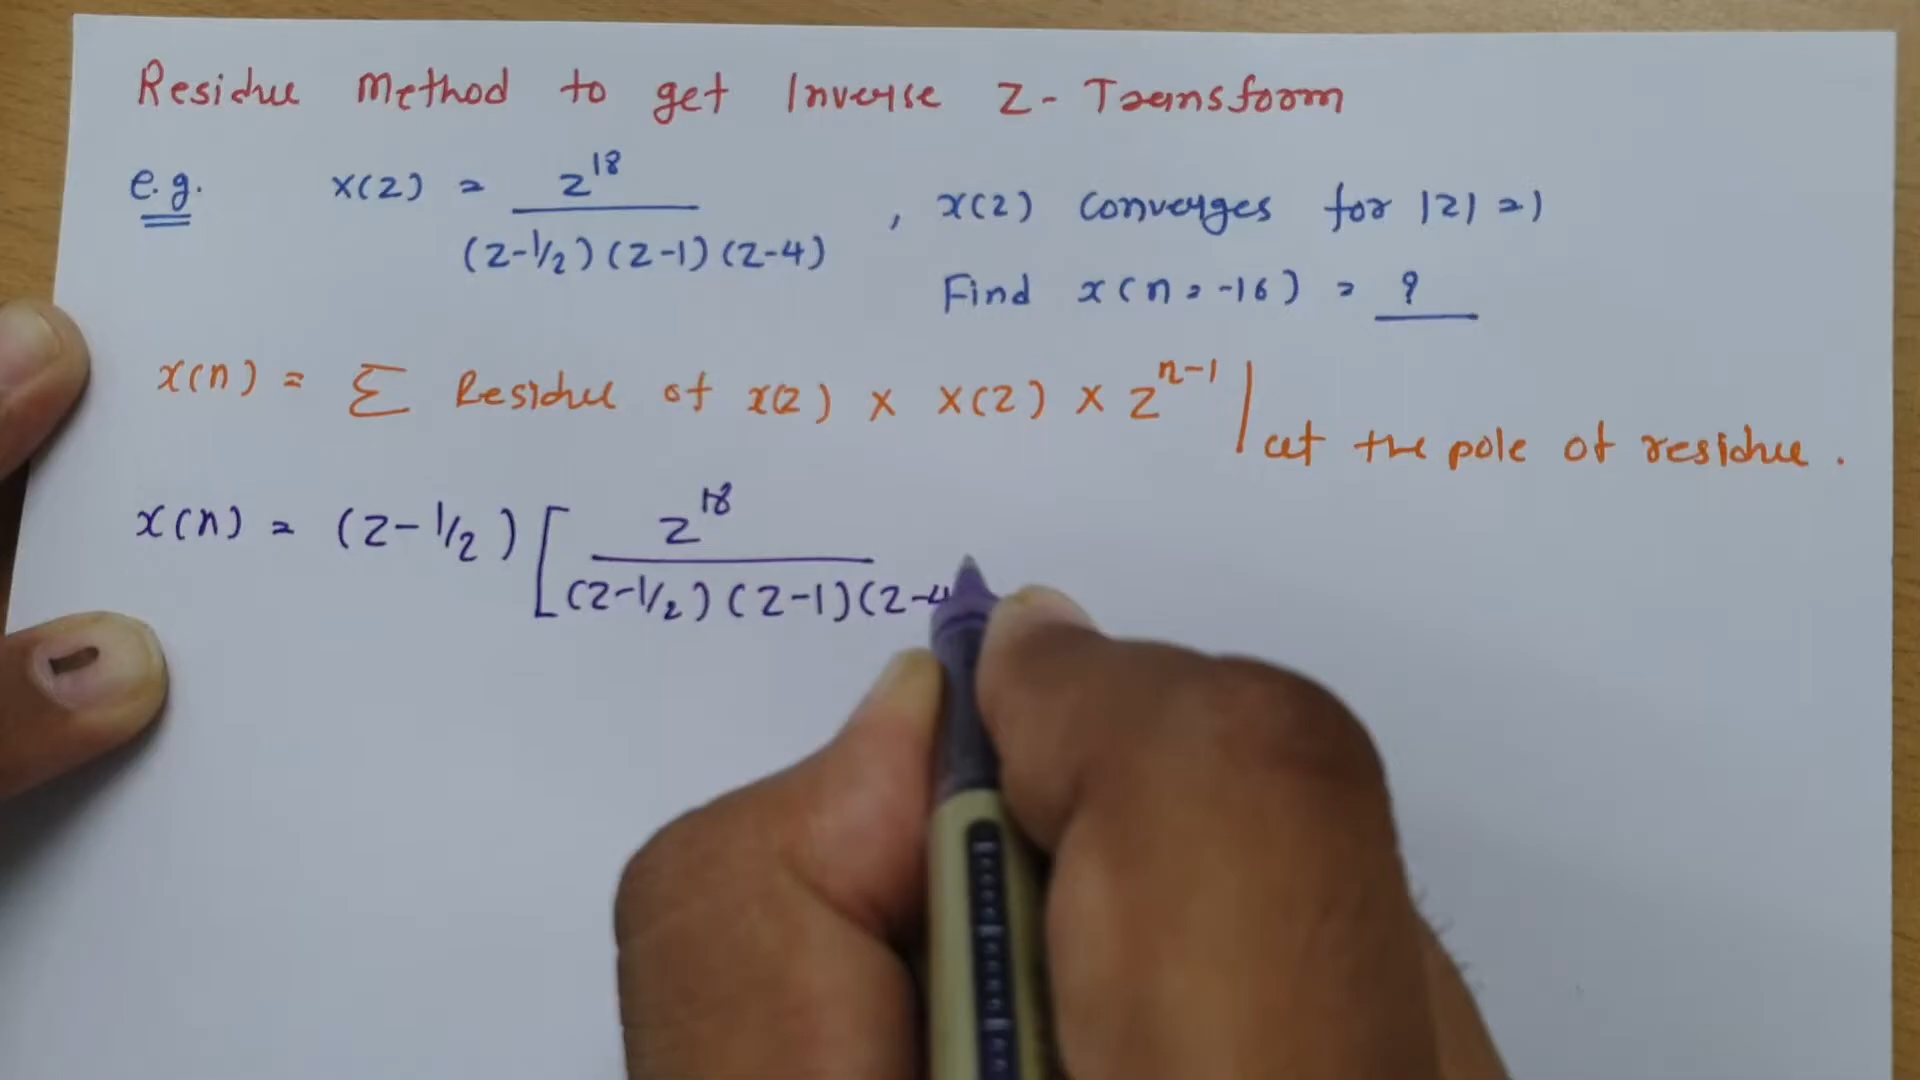 Residue Method to get Inverse Z-Transform
e.g. X(z) = z^18 / (z-1/2)(z-1)(z-4) , x(z) converges for |z|=1
Find x(n=-16) = ?
x(n) = Σ Residue of x(z) × X(z) × z^n-1 | at the pole of residue.
x(n) = (z-1/2) [ z^18 / (z-1/2)(z-1)(z-4